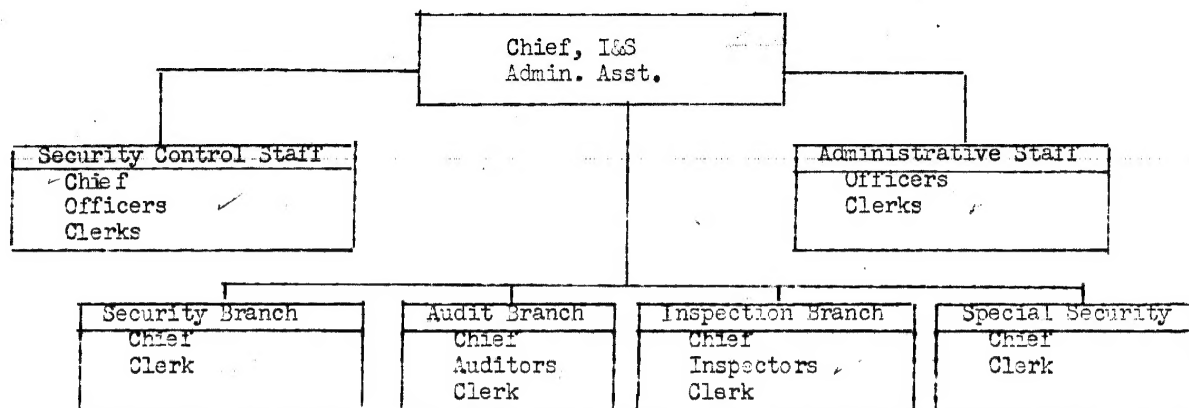 Chief, I&S
Admin. Asst.
Security Control Staff
Chief
Officers
Clerks
Administrative Staff
Officers
Clerks
Security Branch
Chief
Clerk
Audit Branch
Chief
Auditors
Clerk
Inspection Branch
Chief
Inspectors
Clerk
Special Security
Chief
Clerk